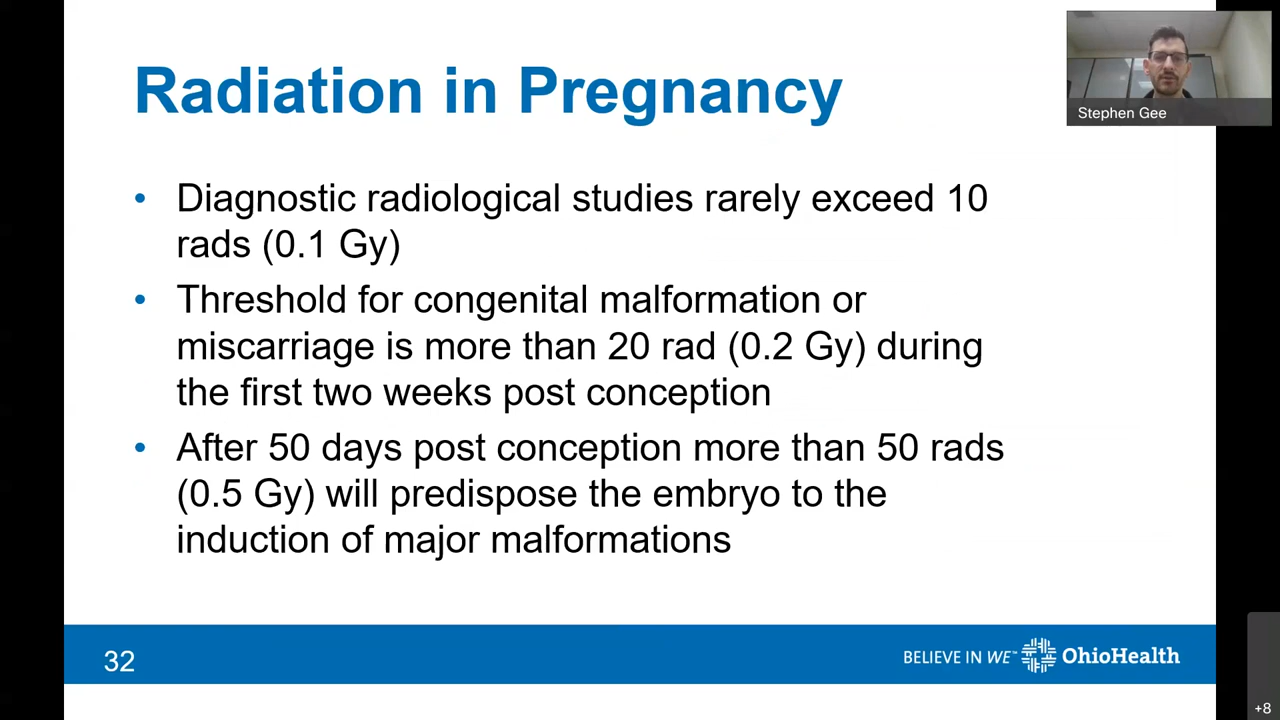 Radiation in Pregnancy
Stephen Gee
• Diagnostic radiological studies rarely exceed 10
rads (0.1 Gy)
• Threshold for congenital malformation or
miscarriage is more than 20 rad (0.2 Gy) during
the first two weeks post conception
• After 50 days post conception more than 50 rads
(0.5 Gy) will predispose the embryo to the
induction of major malformations
32
BELIEVE IN WE™ OhioHealth
+8